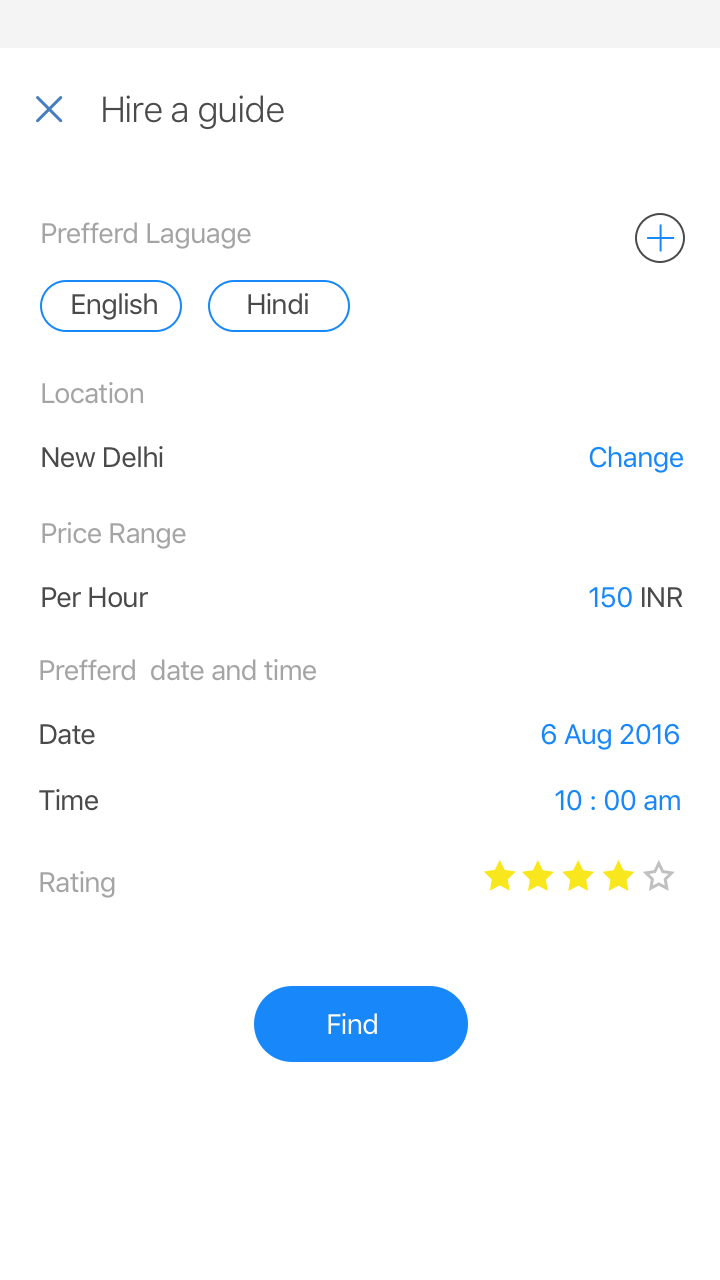 Hire a guide
Prefferd Laguage
English Hindi
Location
New Delhi Change
Price Range
Per Hour 150 INR
Prefferd date and time
Date 6 Aug 2016
Time 10 : 00 am
Rating
Find